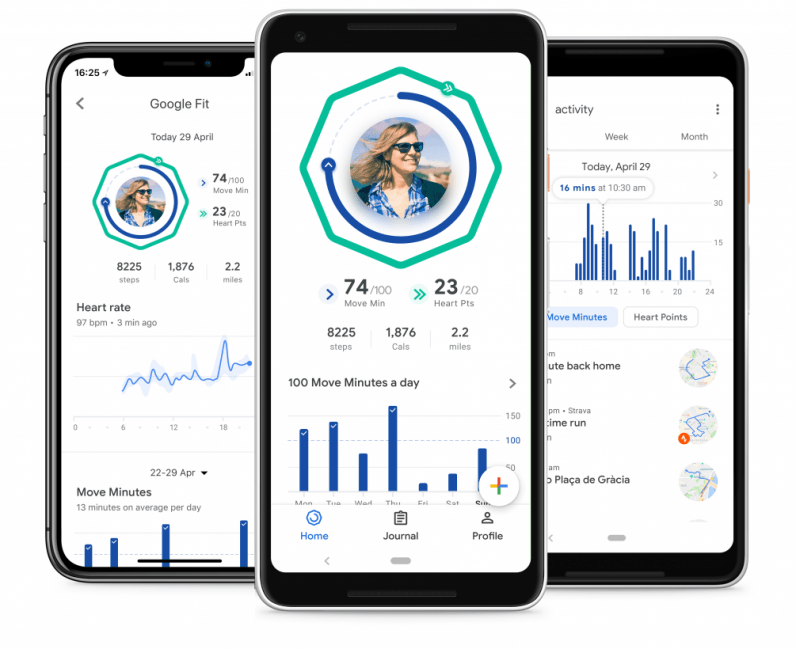 16:25
Google Fit
Today 29 April
74/100
Move Min
23/20
Heart Pts
8225
steps
1,876
Cals
2.2
miles
Heart rate
97 bpm • 3 min ago
0 6 12 18
22-29 Apr
Move Minutes
13 minutes on average per day
74/100
Move Min
23/20
Heart Pts
8225
steps
1,876
Cals
2.2
miles
100 Move Minutes a day
150
100
50
Mon Tue Wed Thu Fri Sat Sun
Home
Journal
Profile
activity
Week Month
Today, April 29
16 mins at 10:30 am
30
15
8 12 16 20 24
Move Minutes
Heart Points
ute back home
pm • Strava
time run
am
o Plaça de Gràcia